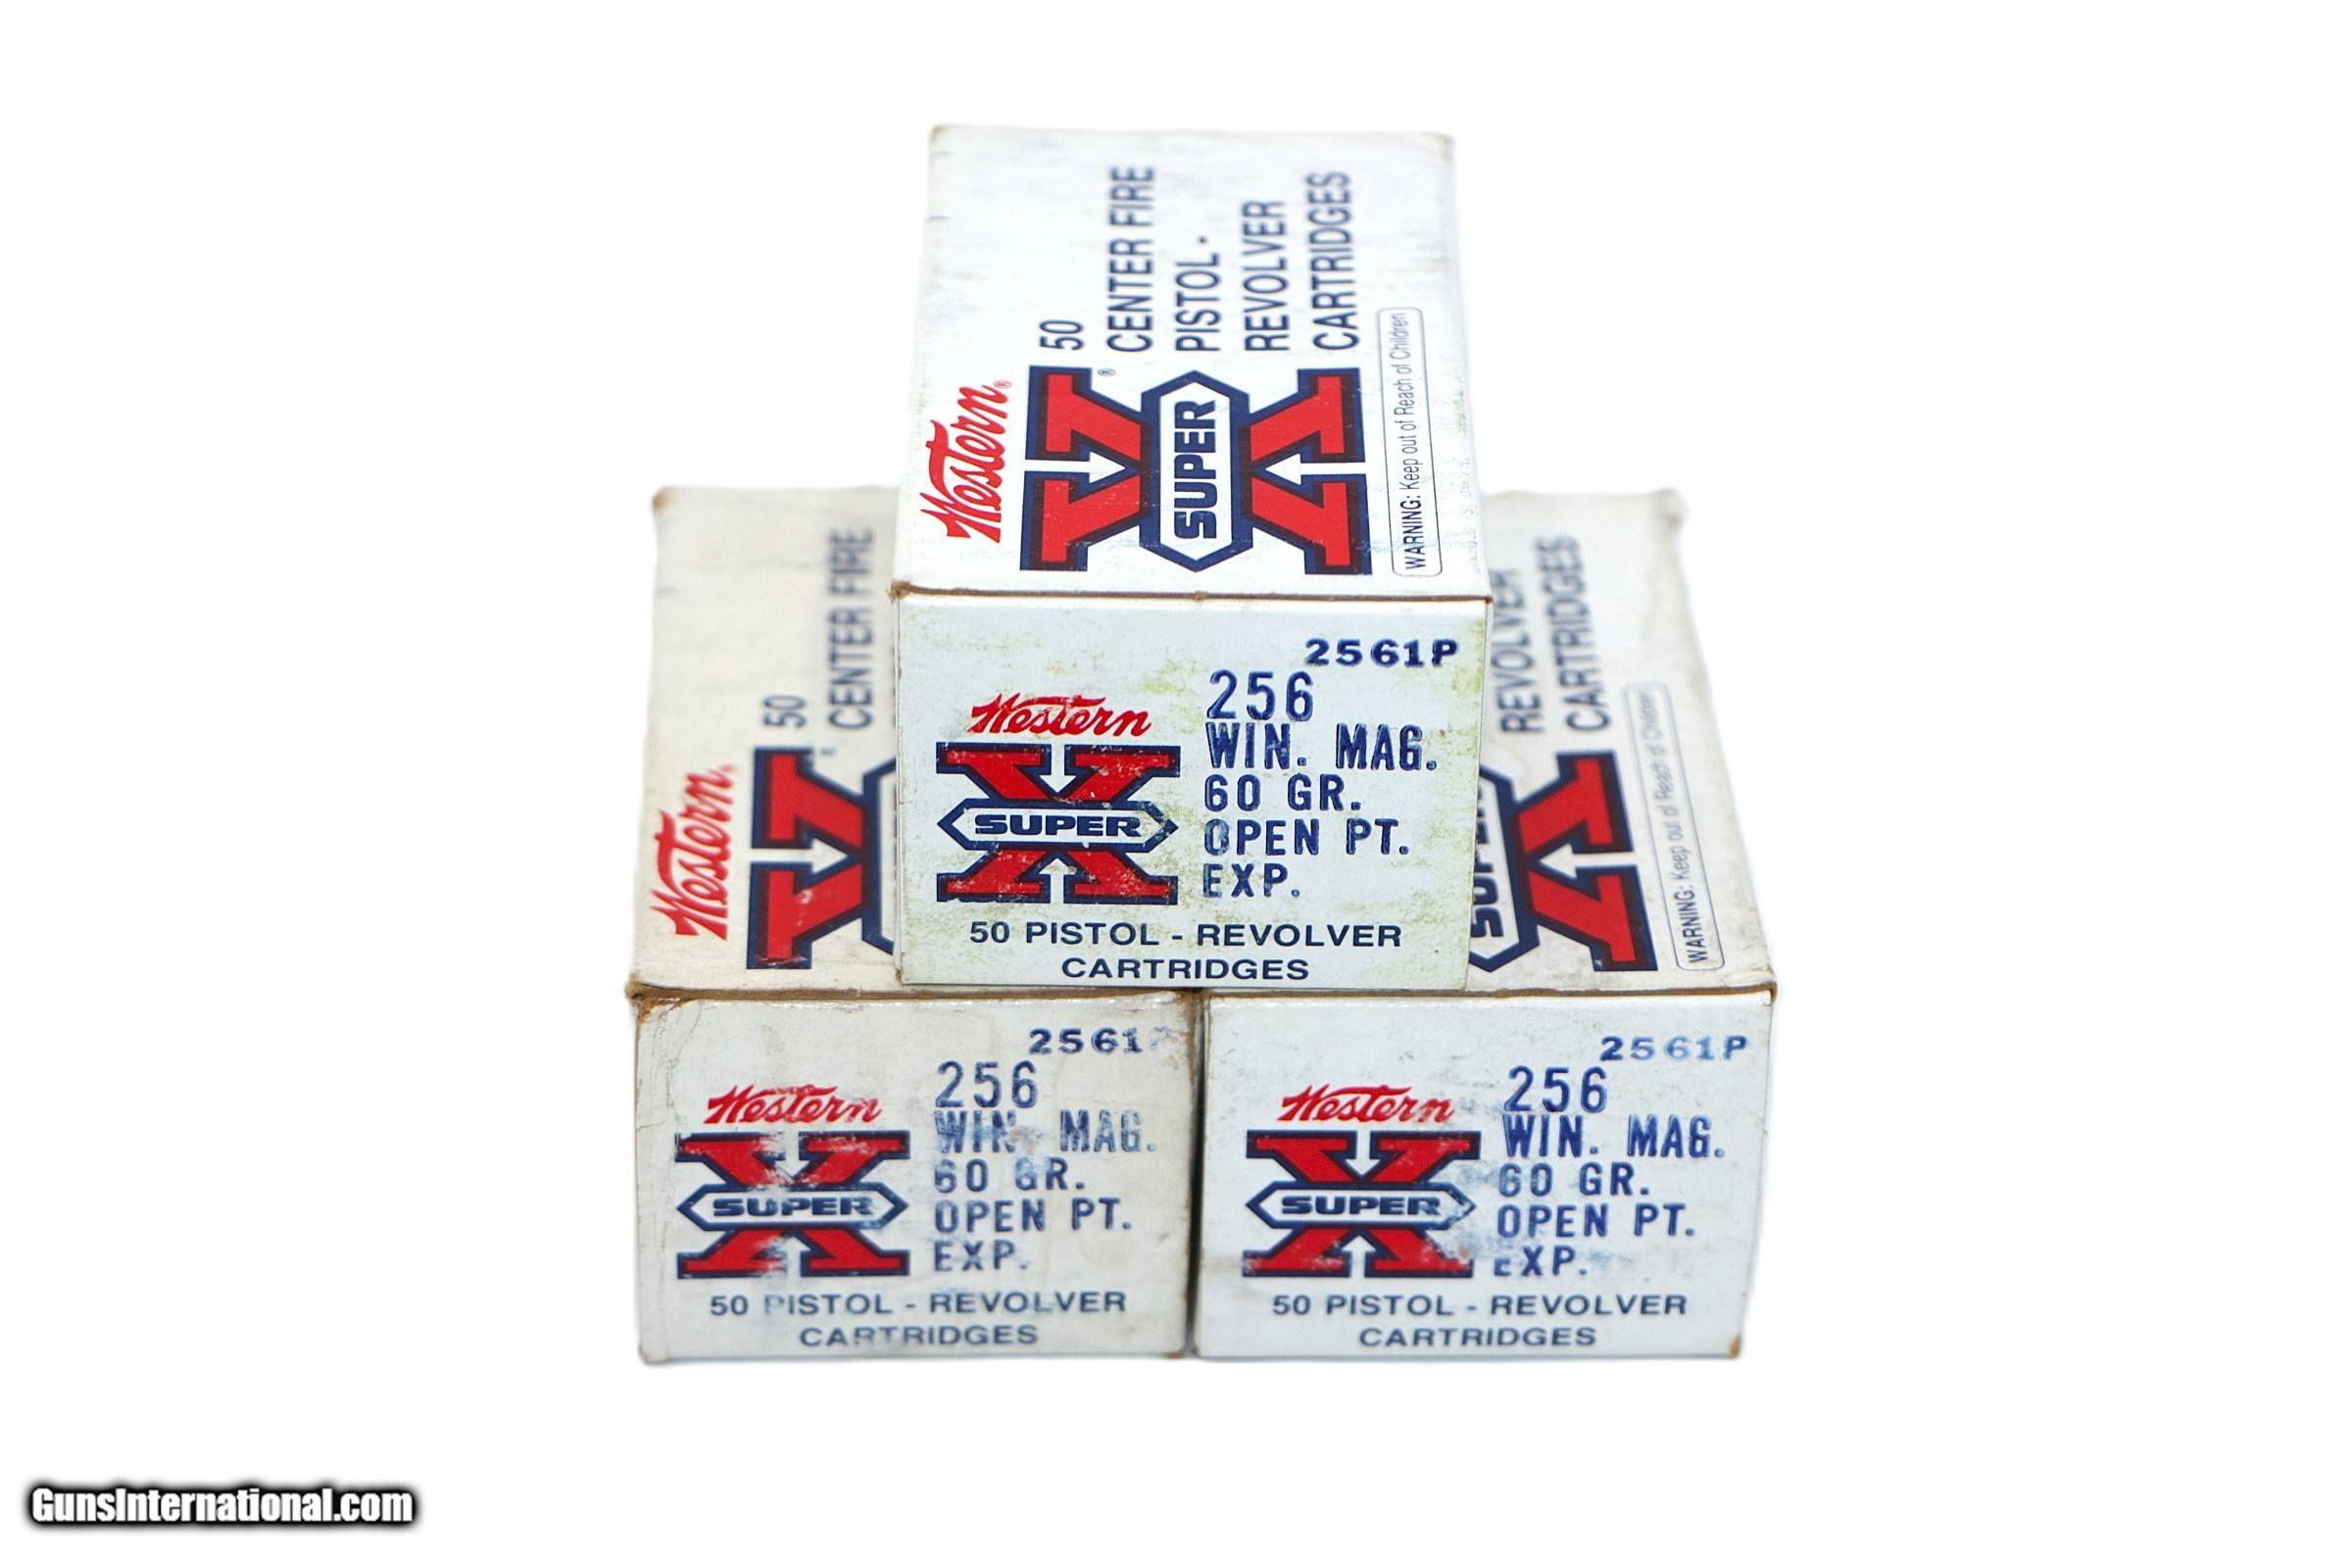 Western®
X SUPER X ®
50
CENTER FIRE
PISTOL -
REVOLVER
CARTRIDGES
WARNING: Keep out of Reach of Children
2561P
Western
SUPER X
256
WIN. MAG.
60 GR.
OPEN PT.
EXP.
50 PISTOL - REVOLVER
CARTRIDGES
Western®
50
CENTER FIRE
REVOLVER
CARTRIDGES
SUPER
WARNING: Keep out of Reach of Children
2561P
Western
SUPER X
256
WIN. MAG.
60 GR.
OPEN PT.
EXP.
50 PISTOL - REVOLVER
CARTRIDGES
2561P
Western
SUPER X
256
WIN. MAG.
60 GR.
OPEN PT.
EXP.
50 PISTOL - REVOLVER
CARTRIDGES
GunsInternational.com